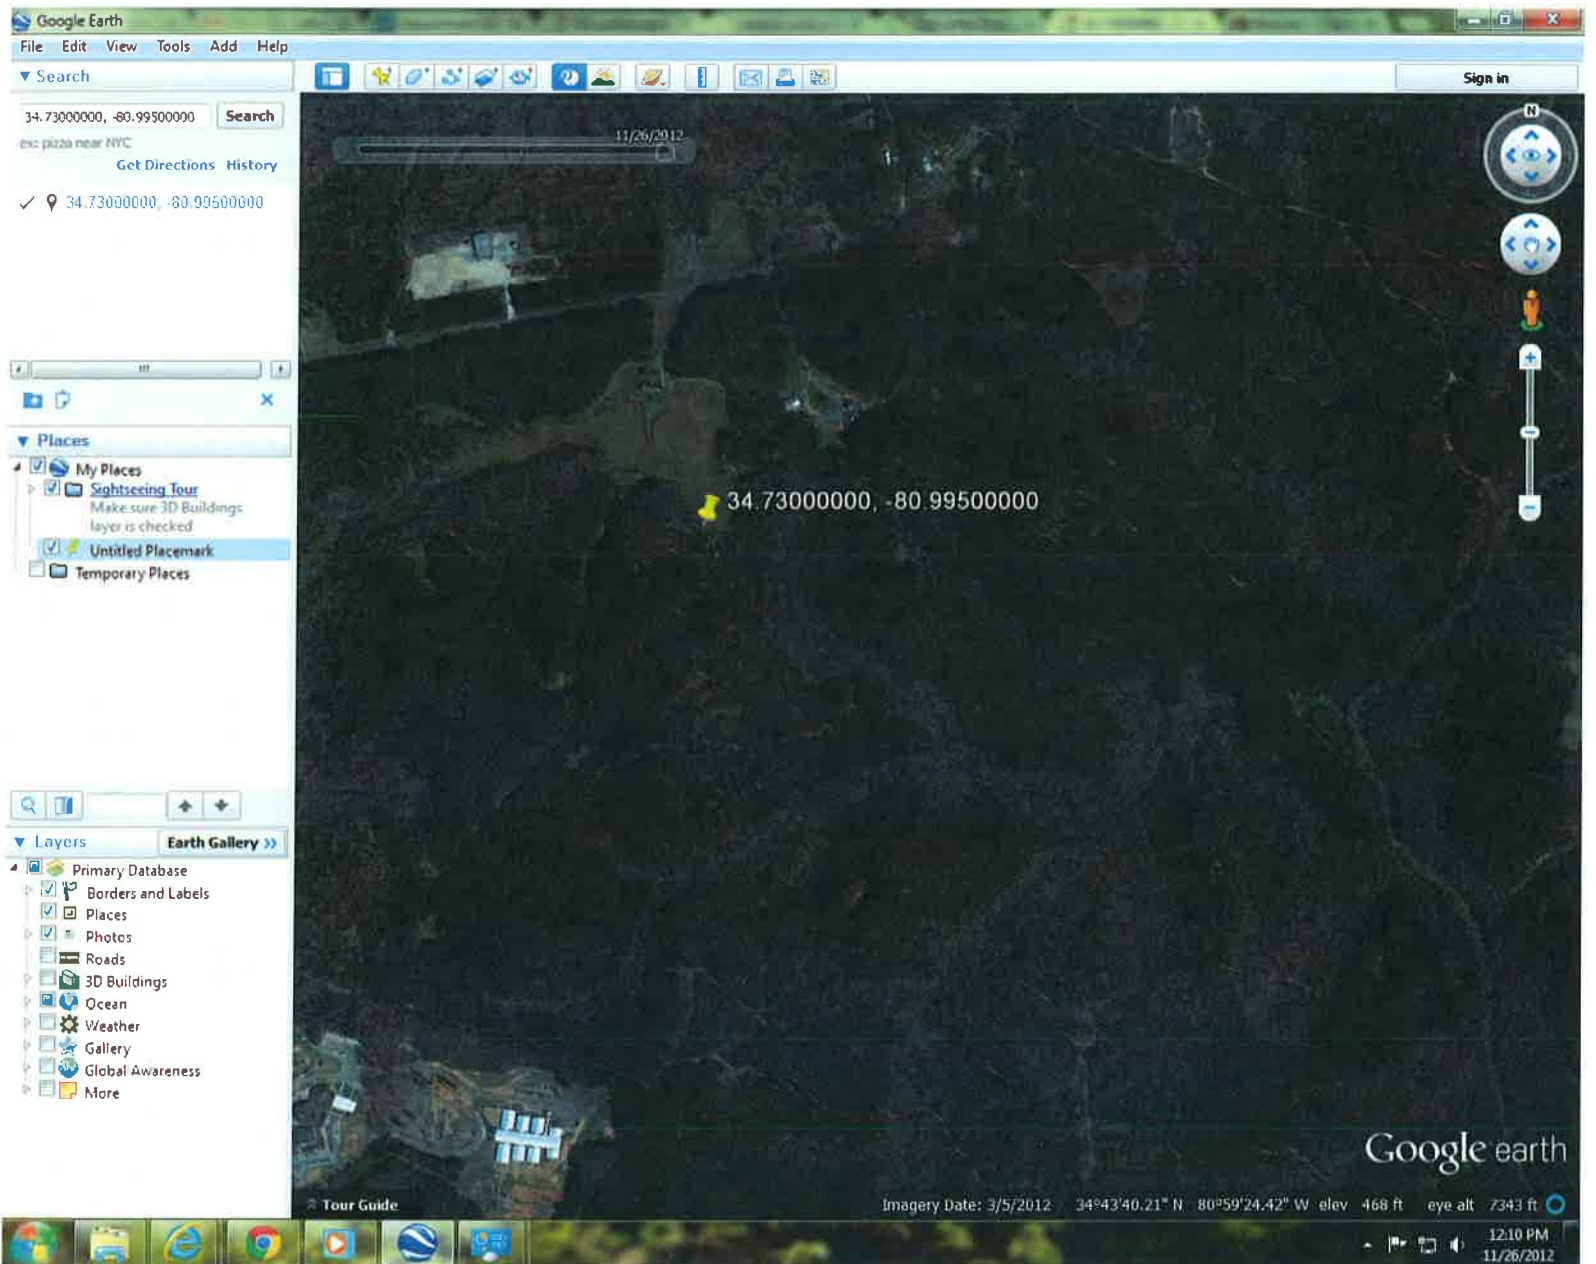 Google Earth
File Edit View Tools Add Help
Search
Sign in
34.73000000, -80.99500000 Search
ex: pizza near NYC
Get Directions History
34.73000000, -80.99500000
11/26/2012
N
Places
My Places
Sightseeing Tour
Make sure 3D Buildings
layer is checked
Untitled Placemark
Temporary Places
34.73000000, -80.99500000
Layers Earth Gallery »
Primary Database
Borders and Labels
Places
Photos
Roads
3D Buildings
Ocean
Weather
Gallery
Global Awareness
More
Google earth
Tour Guide
Imagery Date: 3/5/2012 34°43'40.21" N 80°59'24.42" W elev 468 ft eye alt 7343 ft
12:10 PM
11/26/2012